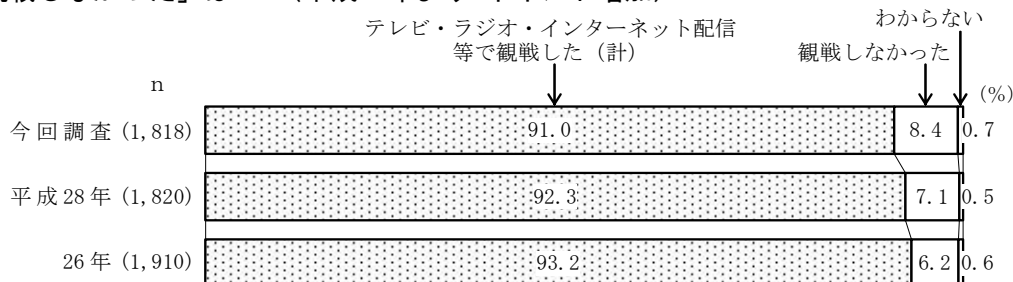 テレビ・ラジオ・インターネット配信
等で観戦した（計）
観戦しなかった
わからない
n
(%)
今回調査 (1,818) 91.0 8.4 0.7
平成28年 (1,820) 92.3 7.1 0.5
26年 (1,910) 93.2 6.2 0.6